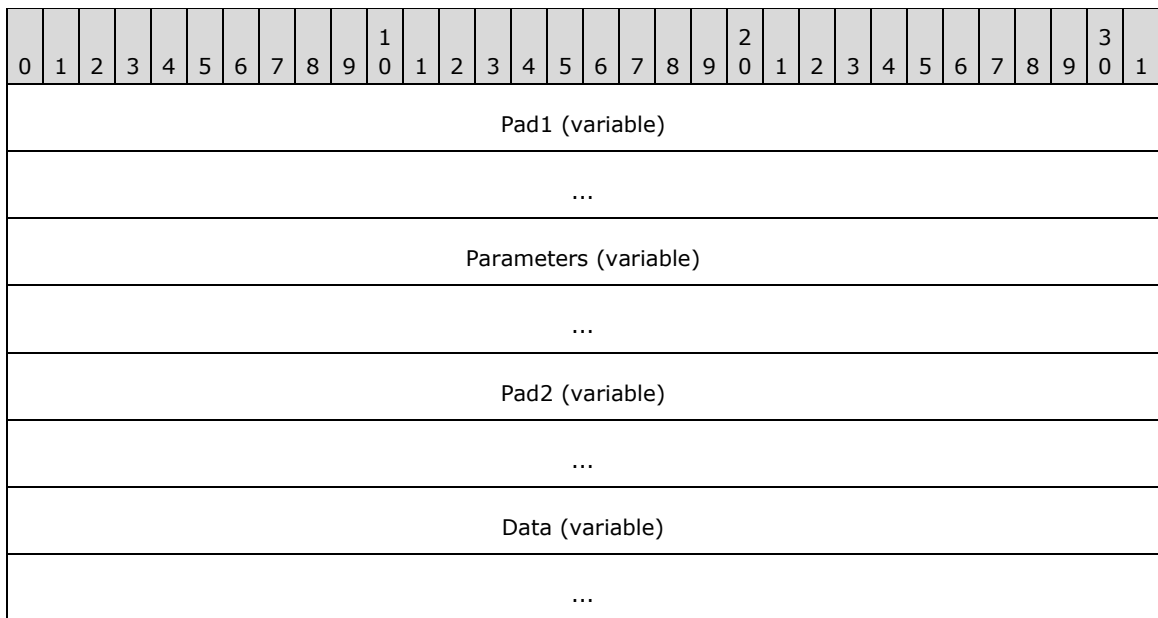 1 2 3
0 1 2 3 4 5 6 7 8 9 0 1 2 3 4 5 6 7 8 9 0 1 2 3 4 5 6 7 8 9 0 1
Pad1 (variable)
...
Parameters (variable)
...
Pad2 (variable)
...
Data (variable)
...